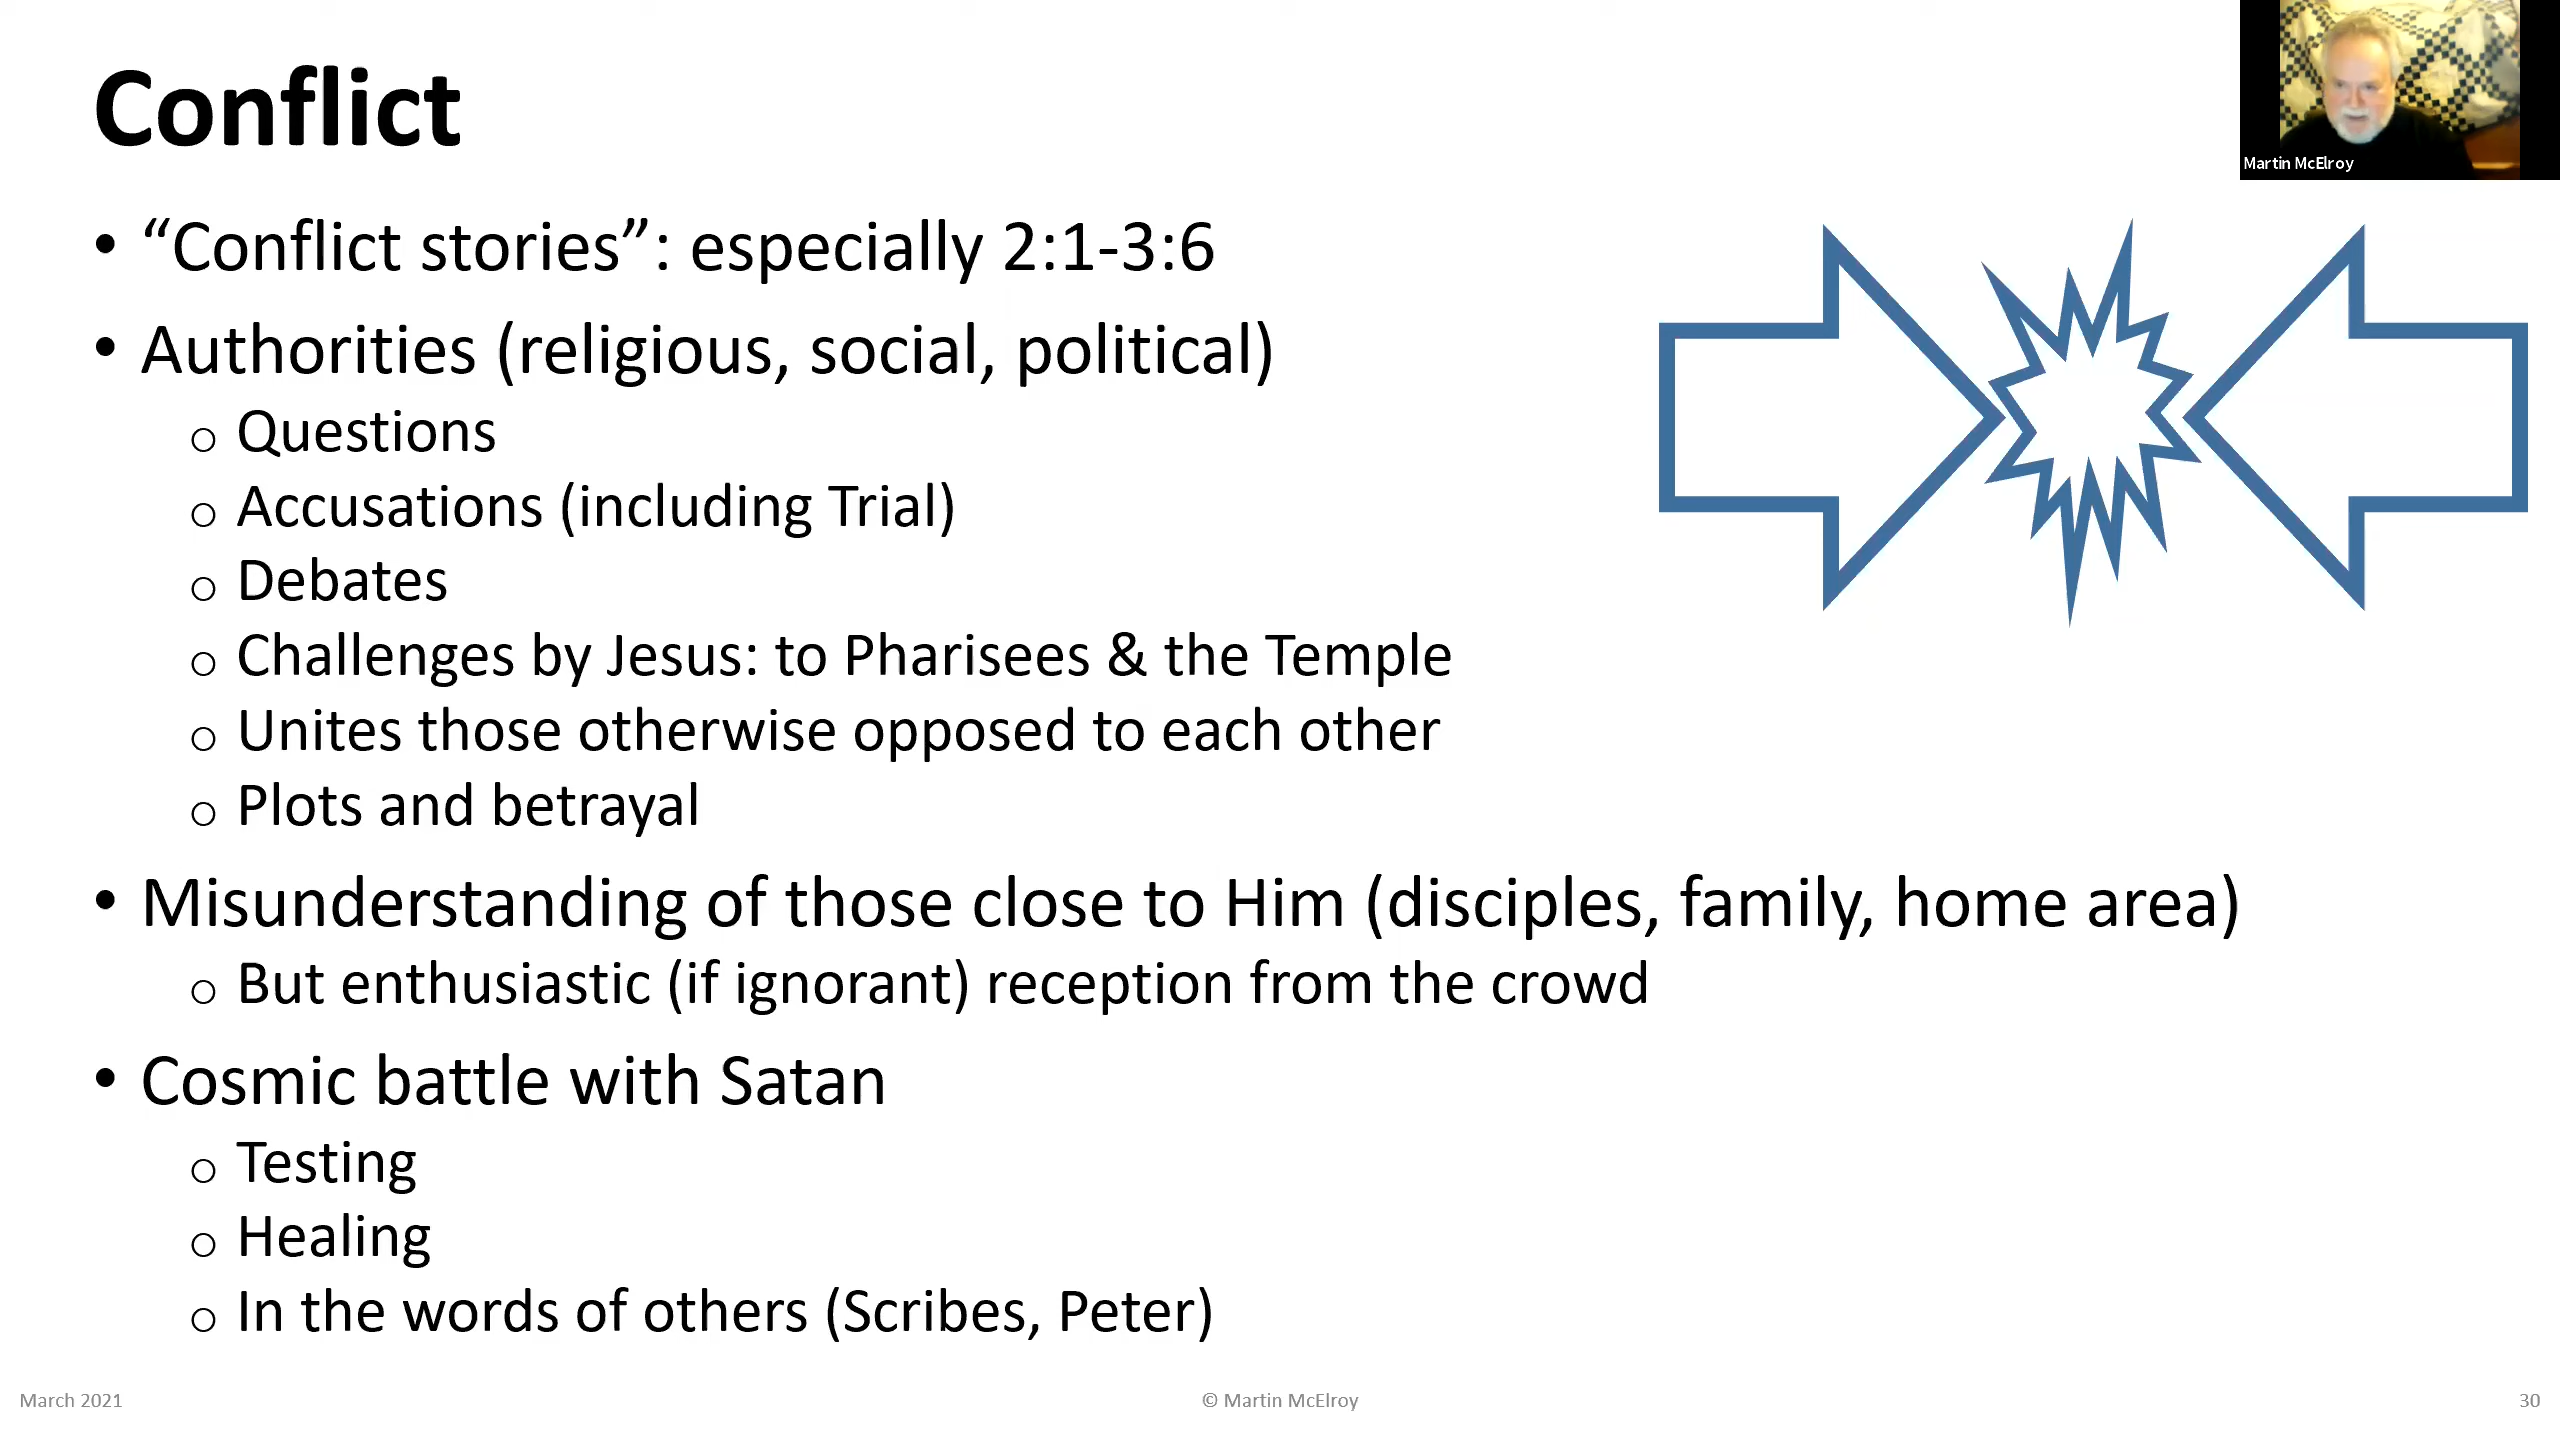 Conflict
Martin McElroy
• “Conflict stories”: especially 2:1-3:6
• Authorities (religious, social, political)
o Questions
o Accusations (including Trial)
o Debates
o Challenges by Jesus: to Pharisees & the Temple
o Unites those otherwise opposed to each other
o Plots and betrayal
• Misunderstanding of those close to Him (disciples, family, home area)
o But enthusiastic (if ignorant) reception from the crowd
• Cosmic battle with Satan
o Testing
o Healing
o In the words of others (Scribes, Peter)
March 2021
© Martin McElroy
30